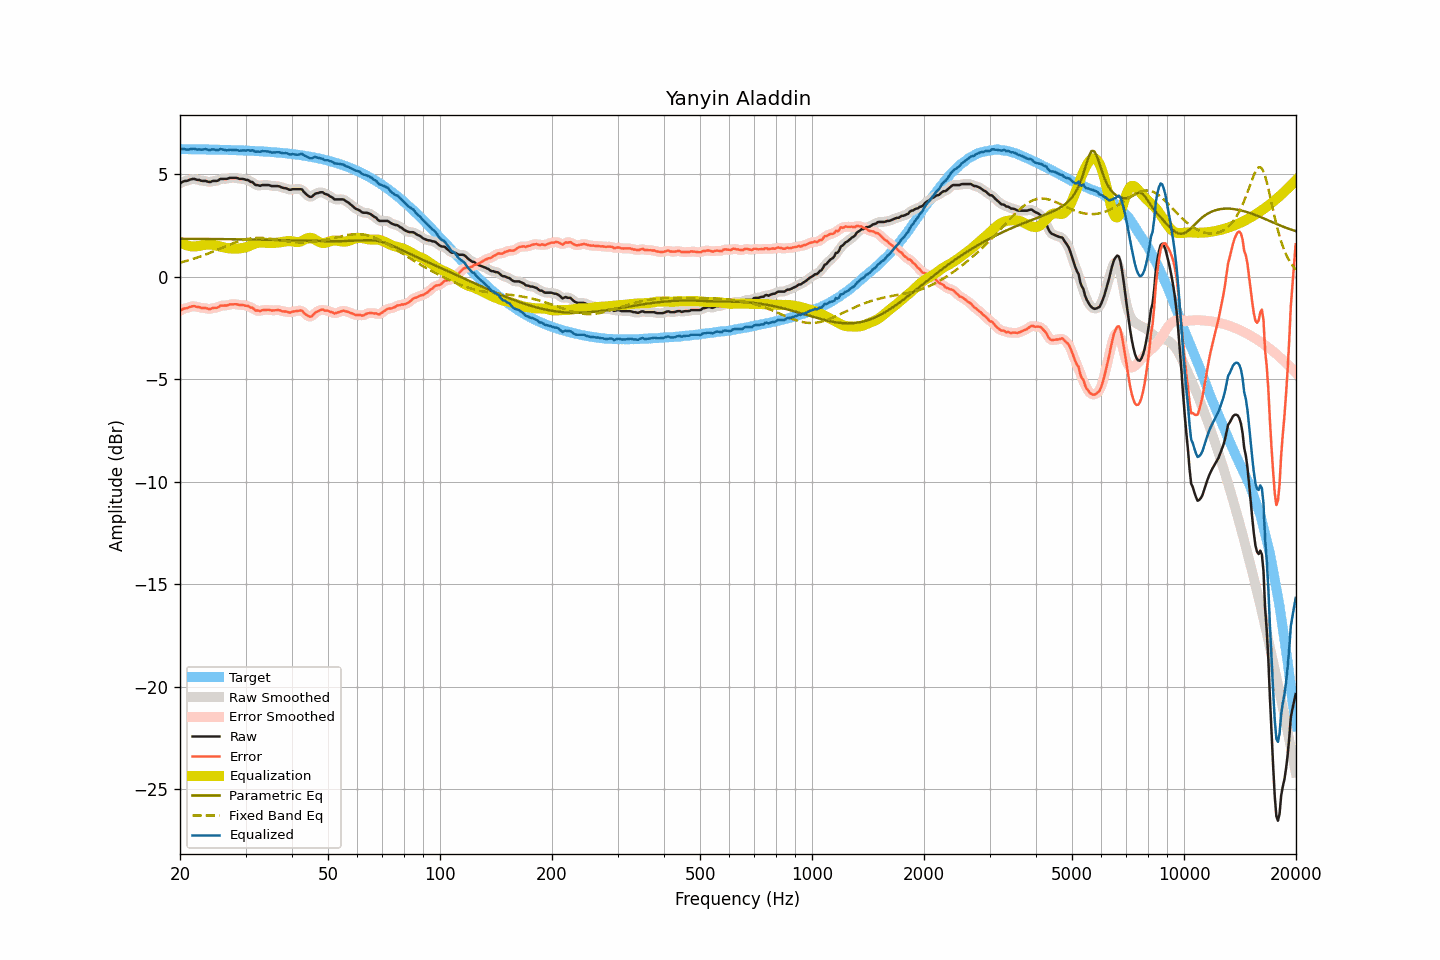 Yanyin Aladdin
Amplitude (dBr)
5
0
−5
−10
−15
−20
−25
Target
Raw Smoothed
Error Smoothed
Raw
Error
Equalization
Parametric Eq
Fixed Band Eq
Equalized
20 50 100 200 500 1000 2000 5000 10000 20000
Frequency (Hz)